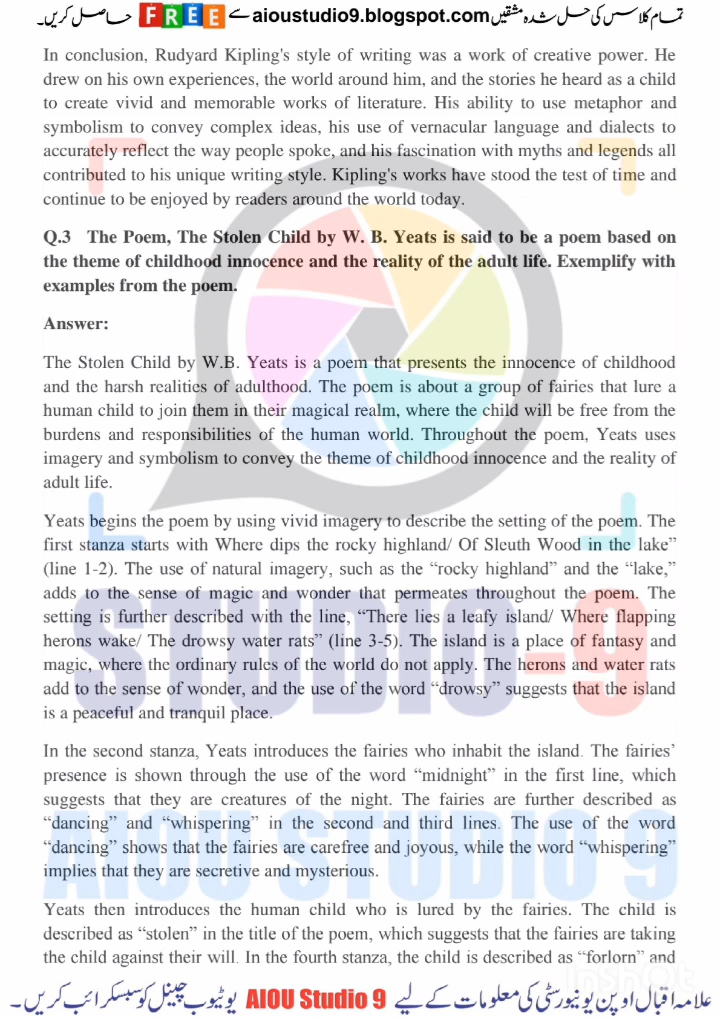 تمام کلاسس کی حل شدہ مشقیں aioustudio9.blogspot.com سے FREE حاصل کریں۔
In conclusion, Rudyard Kipling's style of writing was a work of creative power. He
drew on his own experiences, the world around him, and the stories he heard as a child
to create vivid and memorable works of literature. His ability to use metaphor and
symbolism to convey complex ideas, his use of vernacular language and dialects to
accurately reflect the way people spoke, and his fascination with myths and legends all
contributed to his unique writing style. Kipling's works have stood the test of time and
continue to be enjoyed by readers around the world today.
Q.3 The Poem, The Stolen Child by W. B. Yeats is said to be a poem based on
the theme of childhood innocence and the reality of the adult life. Exemplify with
examples from the poem.
Answer:
The Stolen Child by W.B. Yeats is a poem that presents the innocence of childhood
and the harsh realities of adulthood. The poem is about a group of fairies that lure a
human child to join them in their magical realm, where the child will be free from the
burdens and responsibilities of the human world. Throughout the poem, Yeats uses
imagery and symbolism to convey the theme of childhood innocence and the reality of
adult life.
Yeats begins the poem by using vivid imagery to describe the setting of the poem. The
first stanza starts with Where dips the rocky highland/ Of Sleuth Wood in the lake”
(line 1-2). The use of natural imagery, such as the “rocky highland” and the “lake,”
adds to the sense of magic and wonder that permeates throughout the poem. The
setting is further described with the line, “There lies a leafy island/ Where flapping
herons wake/ The drowsy water rats” (line 3-5). The island is a place of fantasy and
magic, where the ordinary rules of the world do not apply. The herons and water rats
add to the sense of wonder, and the use of the word “drowsy” suggests that the island
is a peaceful and tranquil place.
In the second stanza, Yeats introduces the fairies who inhabit the island. The fairies’
presence is shown through the use of the word “midnight” in the first line, which
suggests that they are creatures of the night. The fairies are further described as
“dancing” and “whispering” in the second and third lines. The use of the word
“dancing” shows that the fairies are carefree and joyous, while the word “whispering”
implies that they are secretive and mysterious.
Yeats then introduces the human child who is lured by the fairies. The child is
described as “stolen” in the title of the poem, which suggests that the fairies are taking
the child against their will. In the fourth stanza, the child is described as “forlorn” and
STUDIO-9
AIOU STUDIO 9
InShot
علامہ اقبال اوپن یونیورسٹی کی معلومات کے لیے AIOU Studio 9 یوٹیوب چینل کو سبسکرائب کریں۔